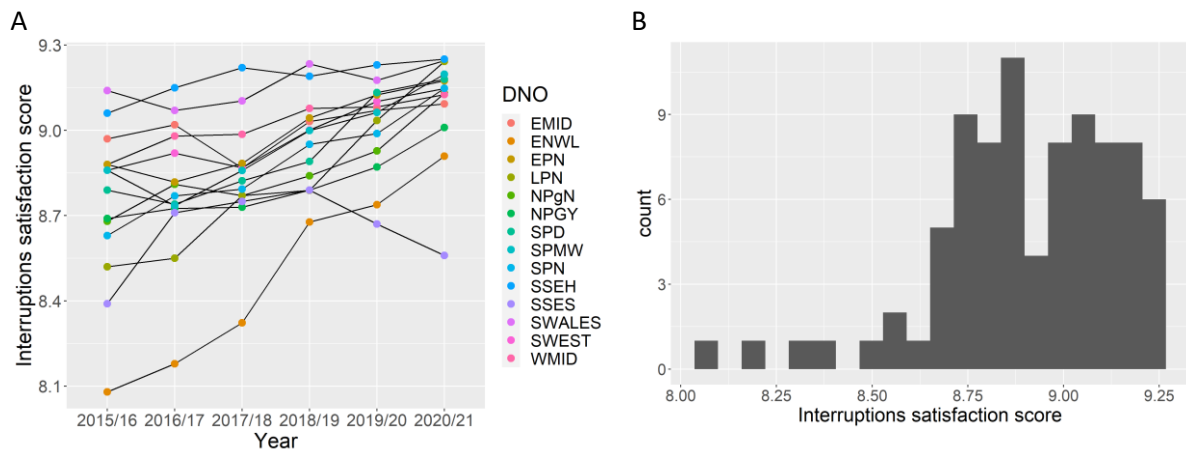 A
Interruptions satisfaction score
9.3
9.0
8.7
8.4
8.1
2015/16 2016/17 2017/18 2018/19 2019/20 2020/21
Year
DNO
EMID
ENWL
EPN
LPN
NPgN
NPGY
SPD
SPMW
SPN
SSEH
SSES
SWALES
SWEST
WMID
B
count
9
6
3
0
8.00 8.25 8.50 8.75 9.00 9.25
Interruptions satisfaction score